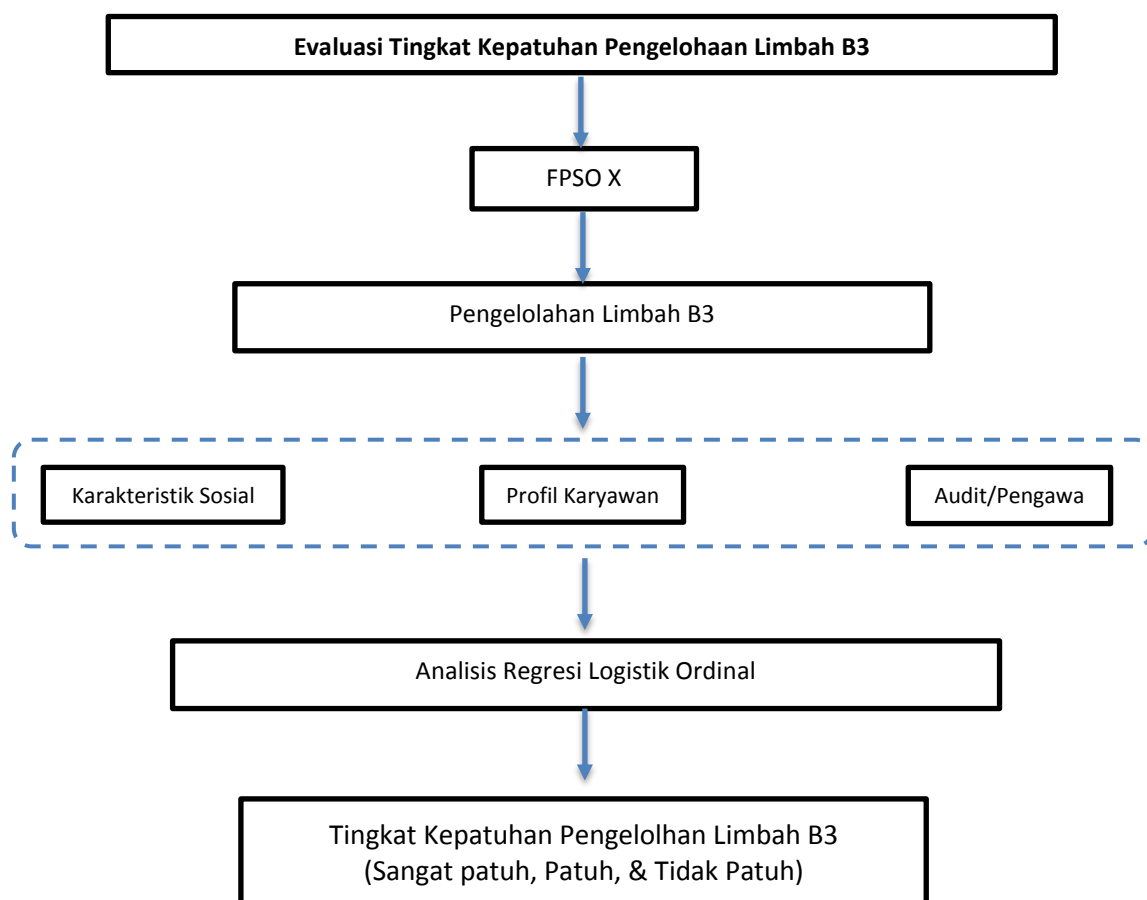 Evaluasi Tingkat Kepatuhan Pengelohaan Limbah B3
FPSO X
Pengelolahan Limbah B3
Karakteristik Sosial
Profil Karyawan
Audit/Pengawa
Analisis Regresi Logistik Ordinal
Tingkat Kepatuhan Pengelolhan Limbah B3
(Sangat patuh, Patuh, & Tidak Patuh)